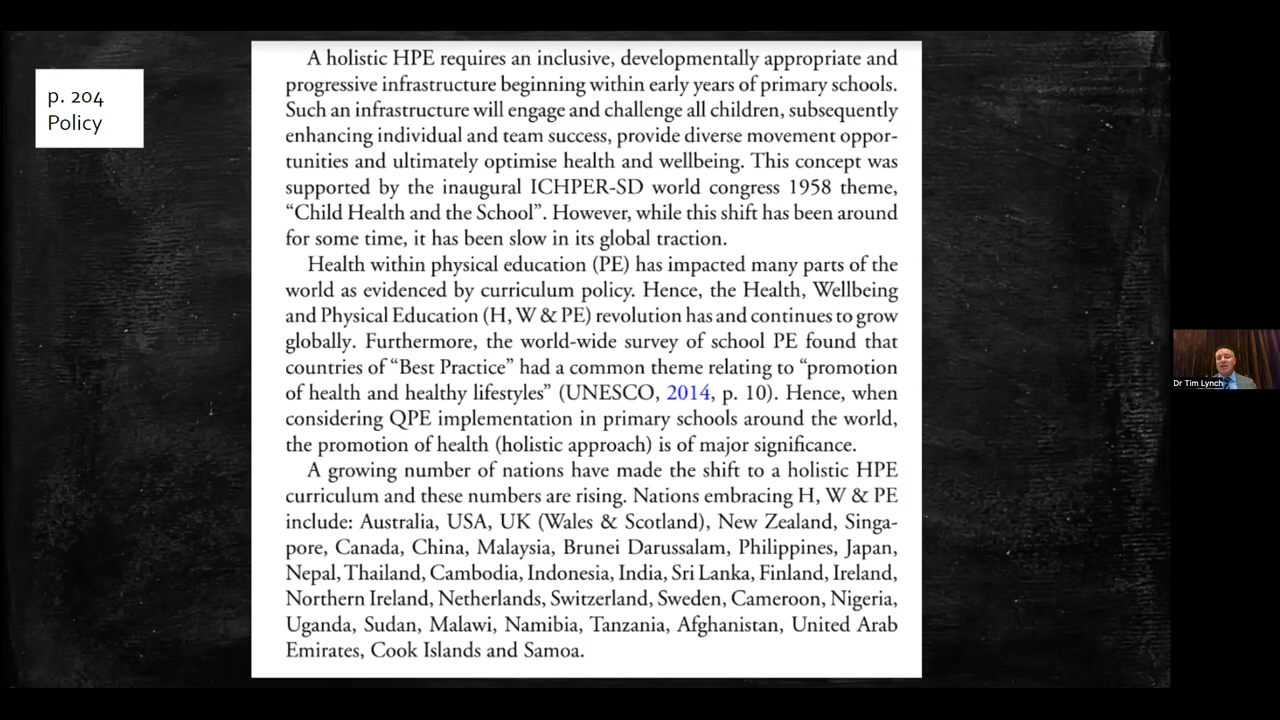 p. 204
Policy
A holistic HPE requires an inclusive, developmentally appropriate and
progressive infrastructure beginning within early years of primary schools.
Such an infrastructure will engage and challenge all children, subsequently
enhancing individual and team success, provide diverse movement oppor-
tunities and ultimately optimise health and wellbeing. This concept was
supported by the inaugural ICHPER-SD world congress 1958 theme,
“Child Health and the School”. However, while this shift has been around
for some time, it has been slow in its global traction.
Health within physical education (PE) has impacted many parts of the
world as evidenced by curriculum policy. Hence, the Health, Wellbeing
and Physical Education (H, W & PE) revolution has and continues to grow
globally. Furthermore, the world-wide survey of school PE found that
countries of “Best Practice” had a common theme relating to “promotion
of health and healthy lifestyles” (UNESCO, 2014, p. 10). Hence, when
considering QPE implementation in primary schools around the world,
the promotion of health (holistic approach) is of major significance.
A growing number of nations have made the shift to a holistic HPE
curriculum and these numbers are rising. Nations embracing H, W & PE
include: Australia, USA, UK (Wales & Scotland), New Zealand, Singa-
pore, Canada, China, Malaysia, Brunei Darussalam, Philippines, Japan,
Nepal, Thailand, Cambodia, Indonesia, India, Sri Lanka, Finland, Ireland,
Northern Ireland, Netherlands, Switzerland, Sweden, Cameroon, Nigeria,
Uganda, Sudan, Malawi, Namibia, Tanzania, Afghanistan, United Arab
Emirates, Cook Islands and Samoa.
Dr Tim Lynch